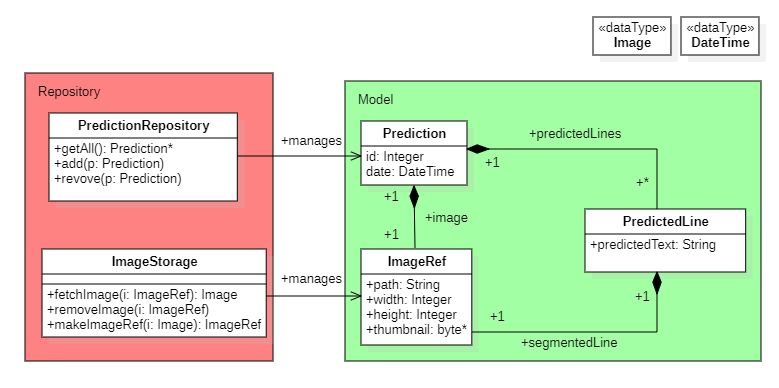 «dataType»
Image
«dataType»
DateTime
Repository
PredictionRepository
+getAll(): Prediction*
+add(p: Prediction)
+revove(p: Prediction)
ImageStorage
+fetchImage(i: ImageRef): Image
+removeImage(i: ImageRef)
+makeImageRef(i: Image): ImageRef
+manages
+manages
Model
Prediction
id: Integer
date: DateTime
+predictedLines
+1
+*
+1
+image
+1
PredictedLine
+predictedText: String
ImageRef
+path: String
+width: Integer
+height: Integer
+thumbnail: byte*
+1
+1
+segmentedLine